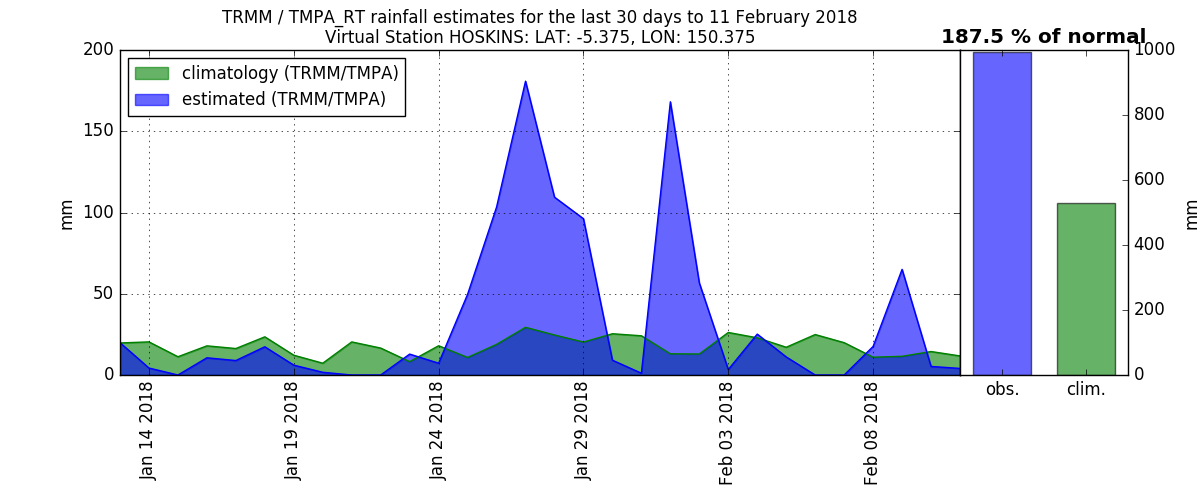 TRMM / TMPA_RT rainfall estimates for the last 30 days to 11 February 2018
Virtual Station HOSKINS: LAT: -5.375, LON: 150.375
187.5 % of normal
climatology (TRMM/TMPA)
estimated (TRMM/TMPA)
200
150
100
50
0
mm
Jan 14 2018
Jan 19 2018
Jan 24 2018
Jan 29 2018
Feb 03 2018
Feb 08 2018
1000
800
600
400
200
0
mm
obs.
clim.